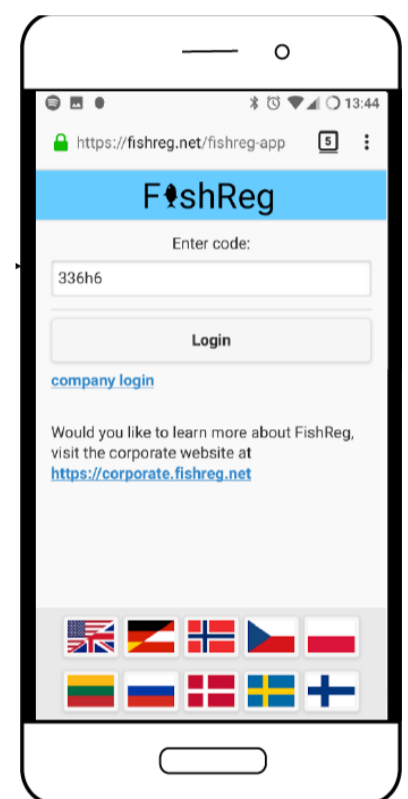 13:44
https://fishreg.net/fishreg-app 5
FishReg
Enter code:
336h6
Login
company login
Would you like to learn more about FishReg,
visit the corporate website at
https://corporate.fishreg.net